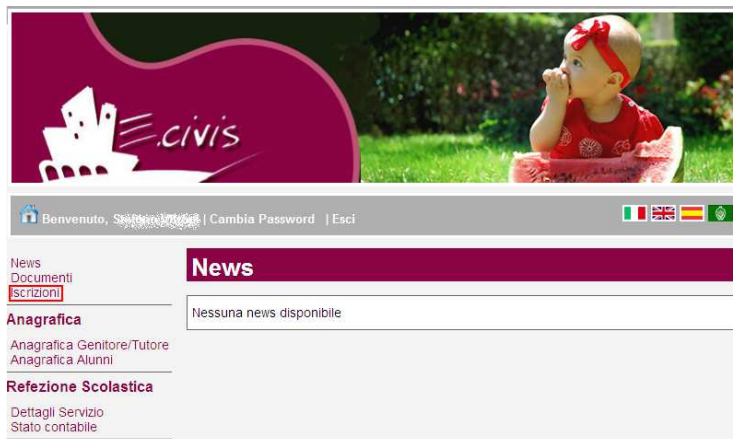 E.civis
Benvenuto, | Cambia Password | Esci
News
Documenti
Iscrizioni
Anagrafica
Anagrafica Genitore/Tutore
Anagrafica Alunni
Refezione Scolastica
Dettagli Servizio
Stato contabile
News
Nessuna news disponibile